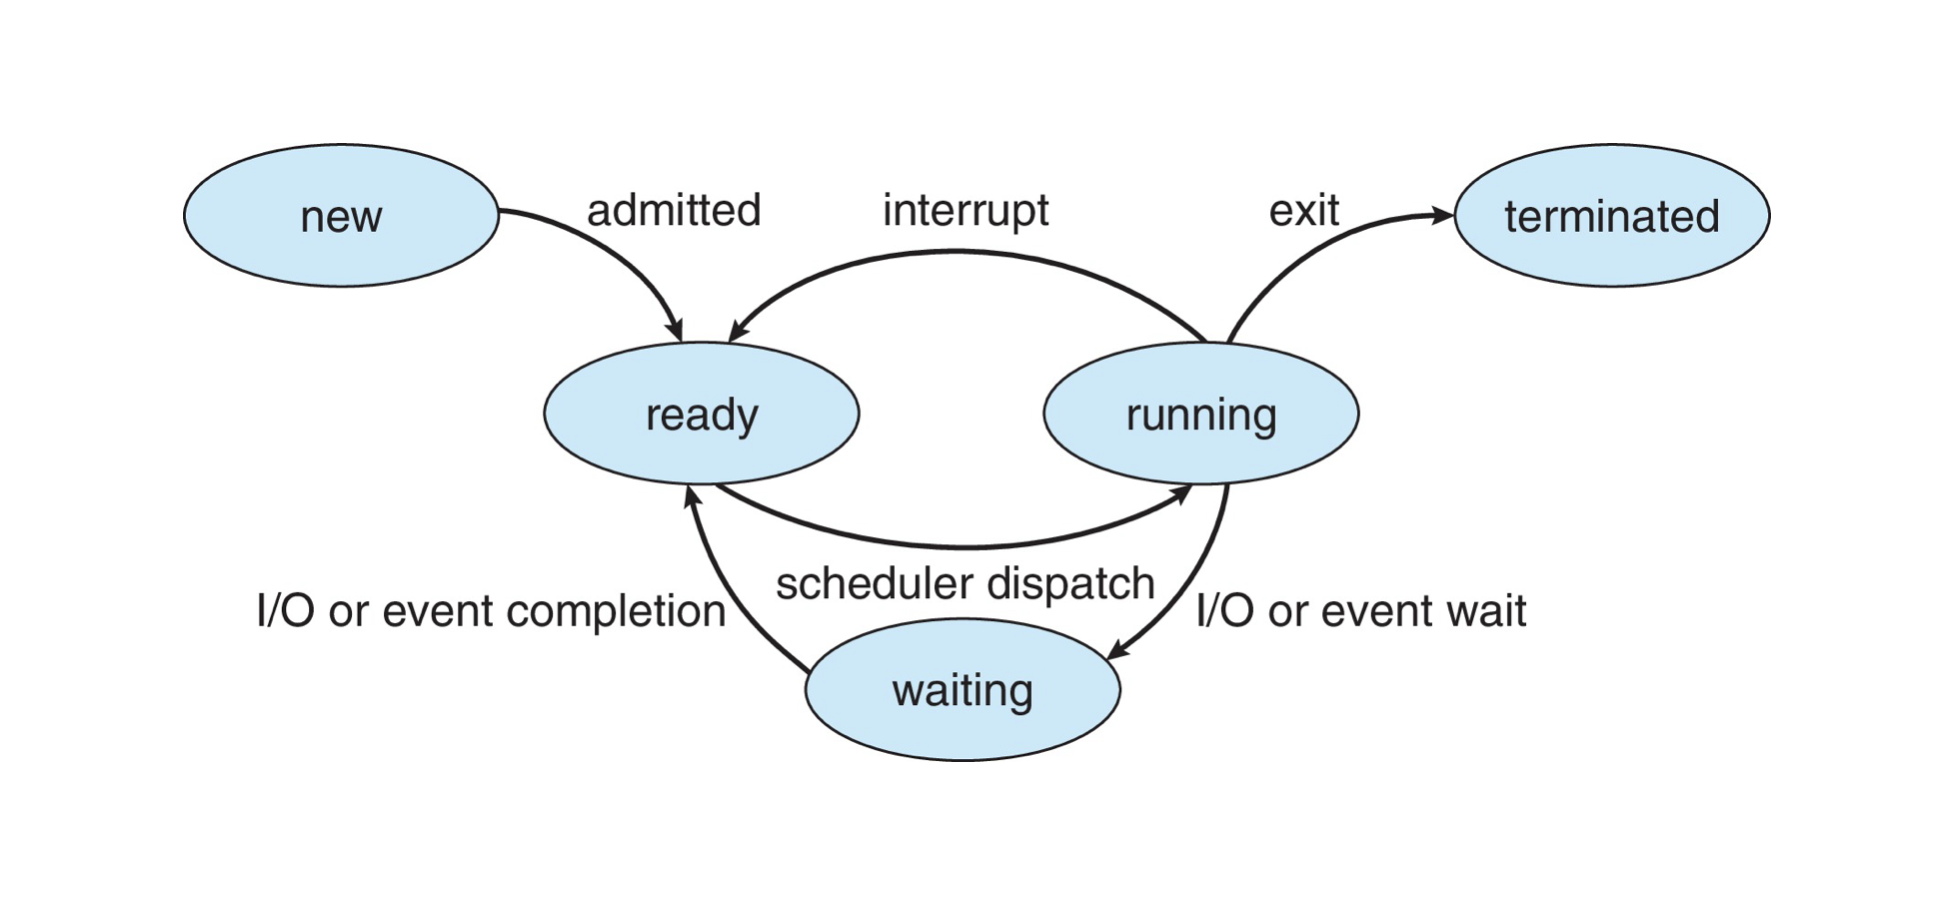 new
admitted
interrupt
exit
terminated
ready
running
scheduler dispatch
I/O or event completion
I/O or event wait
waiting